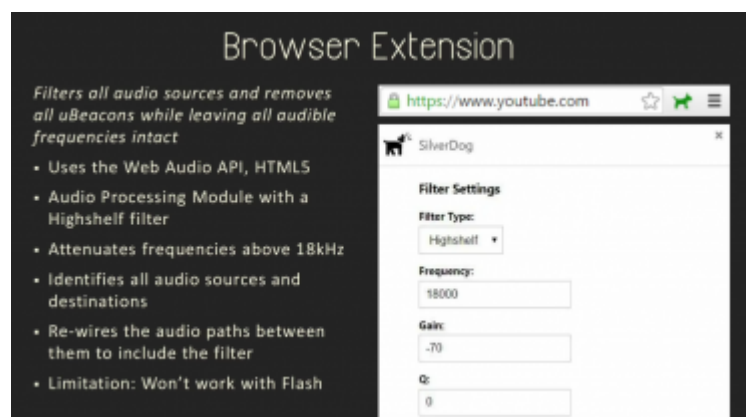 Browser Extension
Filters all audio sources and removes
all uBeacons while leaving all audible
frequencies intact
• Uses the Web Audio API, HTML5
• Audio Processing Module with a
Highshelf filter
• Attenuates frequencies above 18kHz
• Identifies all audio sources and
destinations
• Re-wires the audio paths between
them to include the filter
• Limitation: Won't work with Flash
https://www.youtube.com
SilverDog
×
Filter Settings
Filter Type:
Highshelf
Frequency:
18000
Gain:
-70
Q:
0